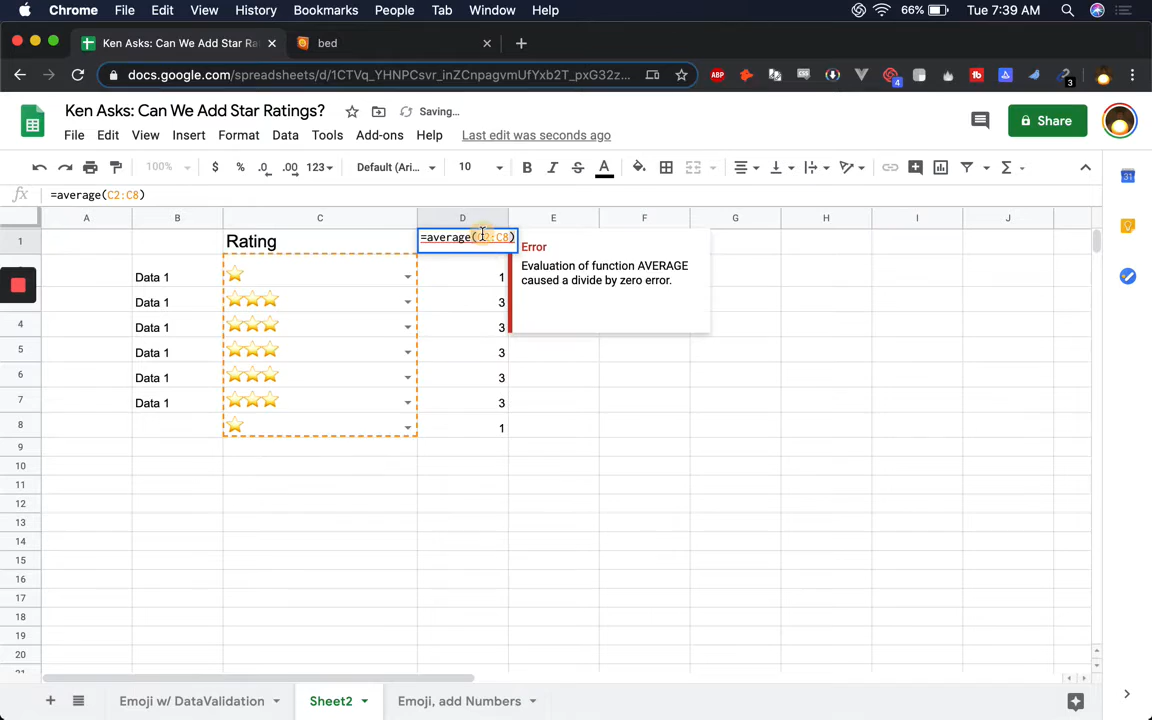 Chrome File Edit View History Bookmarks People Tab Window Help 66% Tue 7:39 AM
Ken Asks: Can We Add Star Ra bed
docs.google.com/spreadsheets/d/1CTVq_YHNPCsvr_inZCnpagvmUfYxb2T_pxG32z... ABP 4 tb 3
Ken Asks: Can We Add Star Ratings? Saving... Share
File Edit View Insert Format Data Tools Add-ons Help Last edit was seconds ago
100% $ % .0 .00 123 Default (Ari... 10 B I S A Σ
fx =average(C2:C8)
31
A B C D E F G H I J
1 Rating =average(C2:C8) Error
Evaluation of function AVERAGE
caused a divide by zero error.
Data 1 ⭐ 1
Data 1 ⭐⭐⭐ 3
4 Data 1 ⭐⭐⭐ 3
5 Data 1 ⭐⭐⭐ 3
6 Data 1 ⭐⭐⭐ 3
7 Data 1 ⭐⭐⭐ 3
8 ⭐ 1
9
10
11
12
13
14
15
16
17
18
19
20
+ Emoji w/ DataValidation Sheet2 Emoji, add Numbers